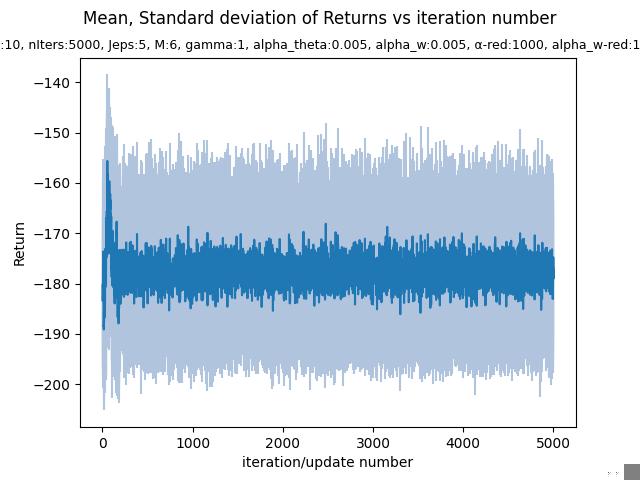 Mean, Standard deviation of Returns vs iteration number
:10, nIters:5000, Jeps:5, M:6, gamma:1, alpha_theta:0.005, alpha_w:0.005, α-red:1000, alpha_w-red:1
Return
−140
−150
−160
−170
−180
−190
−200
0 1000 2000 3000 4000 5000
iteration/update number